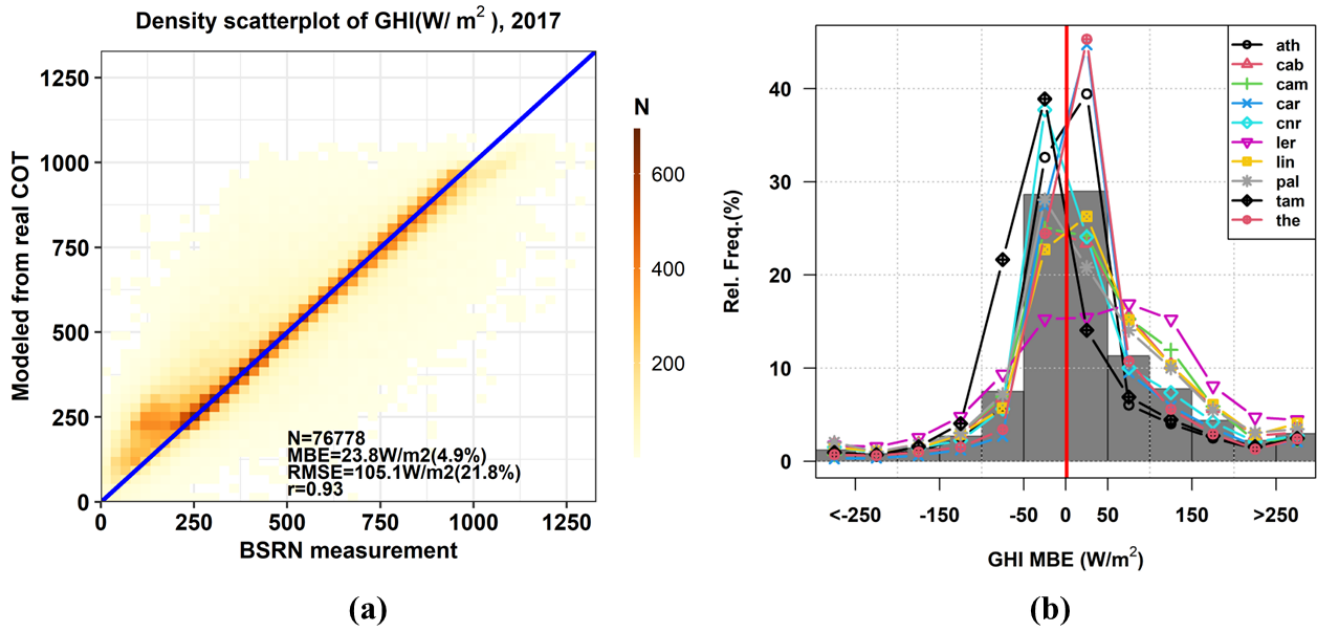 Density scatterplot of GHI(W/ m2 ), 2017
Modeled from real COT
1250
1000
750
500
250
0
0 250 500 750 1000 1250
BSRN measurement
N=76778
MBE=23.8W/m2(4.9%)
RMSE=105.1W/m2(21.8%)
r=0.93
N
600
400
200
(a)
Rel. Freq.(%)
40
30
20
10
0
<-250 -150 -50 0 50 150 >250
GHI MBE (W/m2)
ath
cab
cam
car
cnr
ler
lin
pal
tam
the
(b)